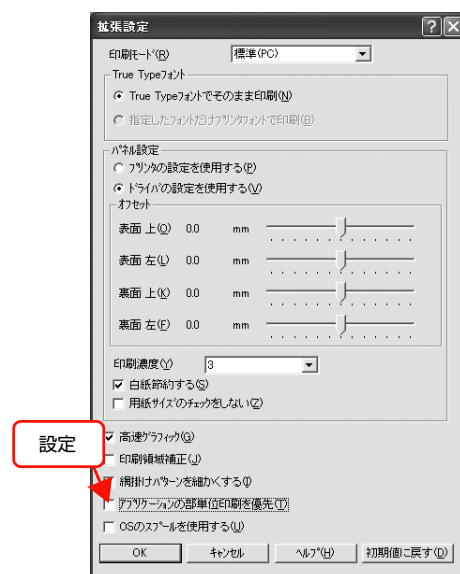 拡張設定
印刷モード(R) 標準(PC)
True Typeフォント
True Typeフォントでそのまま印刷(N)
指定したフォントだけプリンタフォントで印刷(B)
パネル設定
プリンタの設定を使用する(P)
ドライバの設定を使用する(V)
オフセット
表面 上(O) 0.0 mm
表面 左(L) 0.0 mm
裏面 上(K) 0.0 mm
裏面 左(F) 0.0 mm
印刷濃度(Y) 3
白紙節約する(S)
用紙サイズのチェックをしない(Z)
高速グラフィック(G)
設定
印刷領域補正(J)
網掛けパターンを細かくする(I)
アプリケーションの部単位印刷を優先(T)
OSのスプールを使用する(U)
OK キャンセル ヘルプ(H) 初期値に戻す(D)